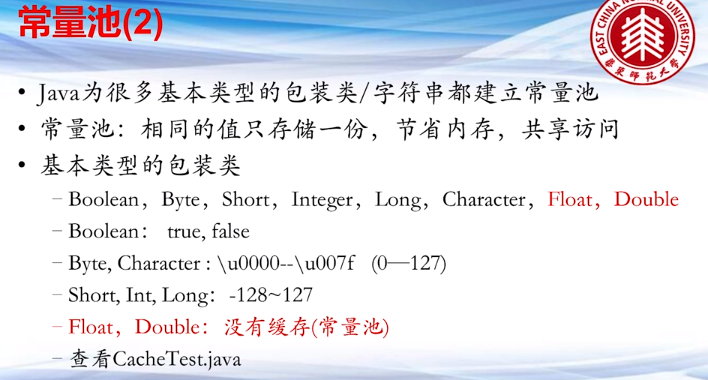 常量池(2)
EAST CHINA NORMAL UNIVERSITY
華東師範大學
• Java为很多基本类型的包装类/字符串都建立常量池
• 常量池：相同的值只存储一份，节省内存，共享访问
• 基本类型的包装类
– Boolean，Byte，Short，Integer，Long，Character，Float，Double
– Boolean： true, false
– Byte, Character : \u0000--\u007f (0—127)
– Short, Int, Long：-128~127
– Float，Double：没有缓存(常量池)
– 查看CacheTest.java